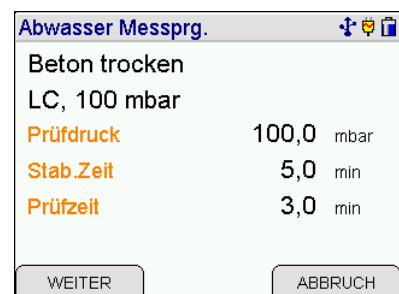 Abwasser Messprg.
Beton trocken
LC, 100 mbar
Prüfdruck 100,0 mbar
Stab.Zeit 5,0 min
Prüfzeit 3,0 min
WEITER ABBRUCH